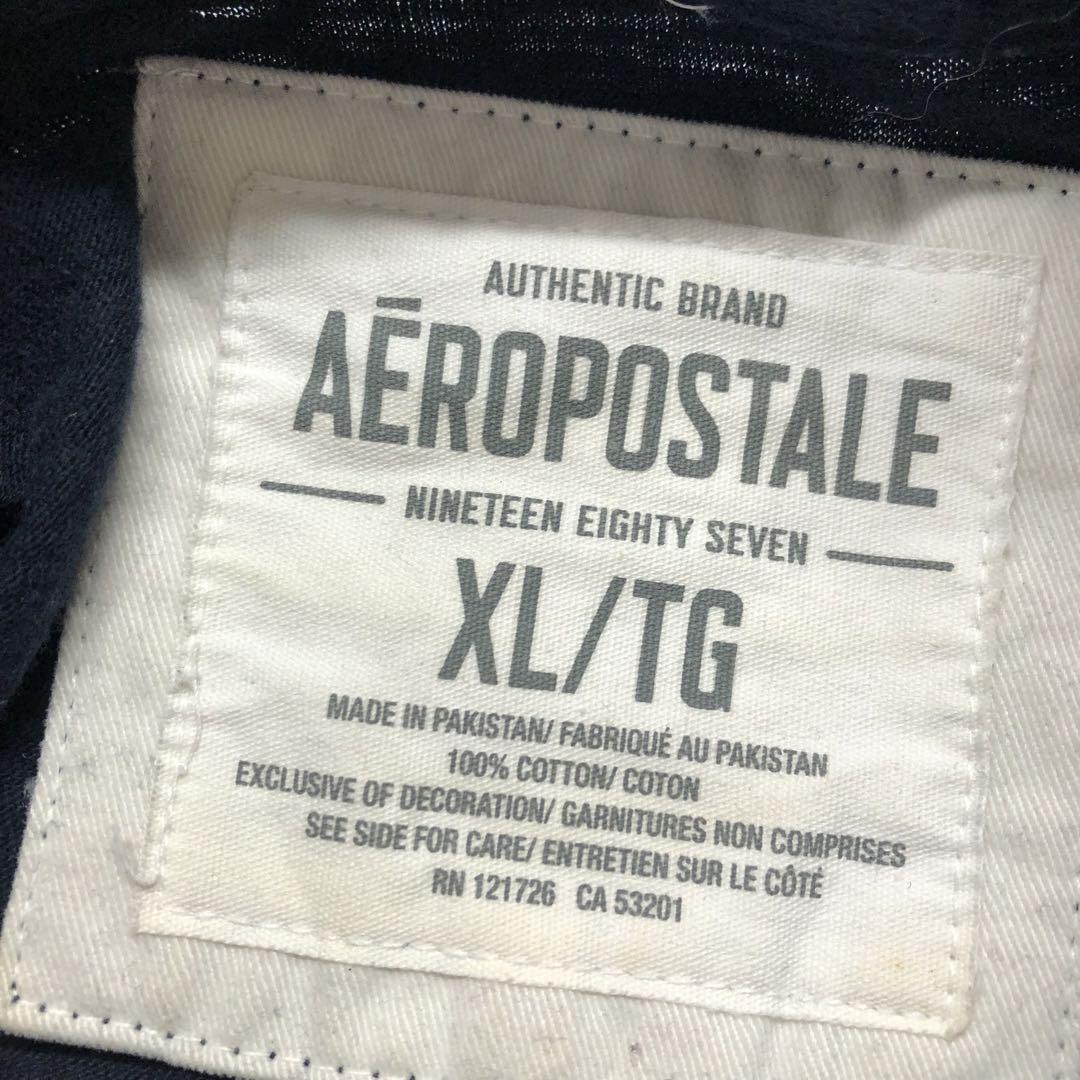 AUTHENTIC BRAND
AÉROPOSTALE
NINETEEN EIGHTY SEVEN
XL/TG
MADE IN PAKISTAN/ FABRIQUÉ AU PAKISTAN
100% COTTON/ COTON
EXCLUSIVE OF DECORATION/ GARNITURES NON COMPRISES
SEE SIDE FOR CARE/ ENTRETIEN SUR LE CÔTÉ
RN 121726 CA 53201